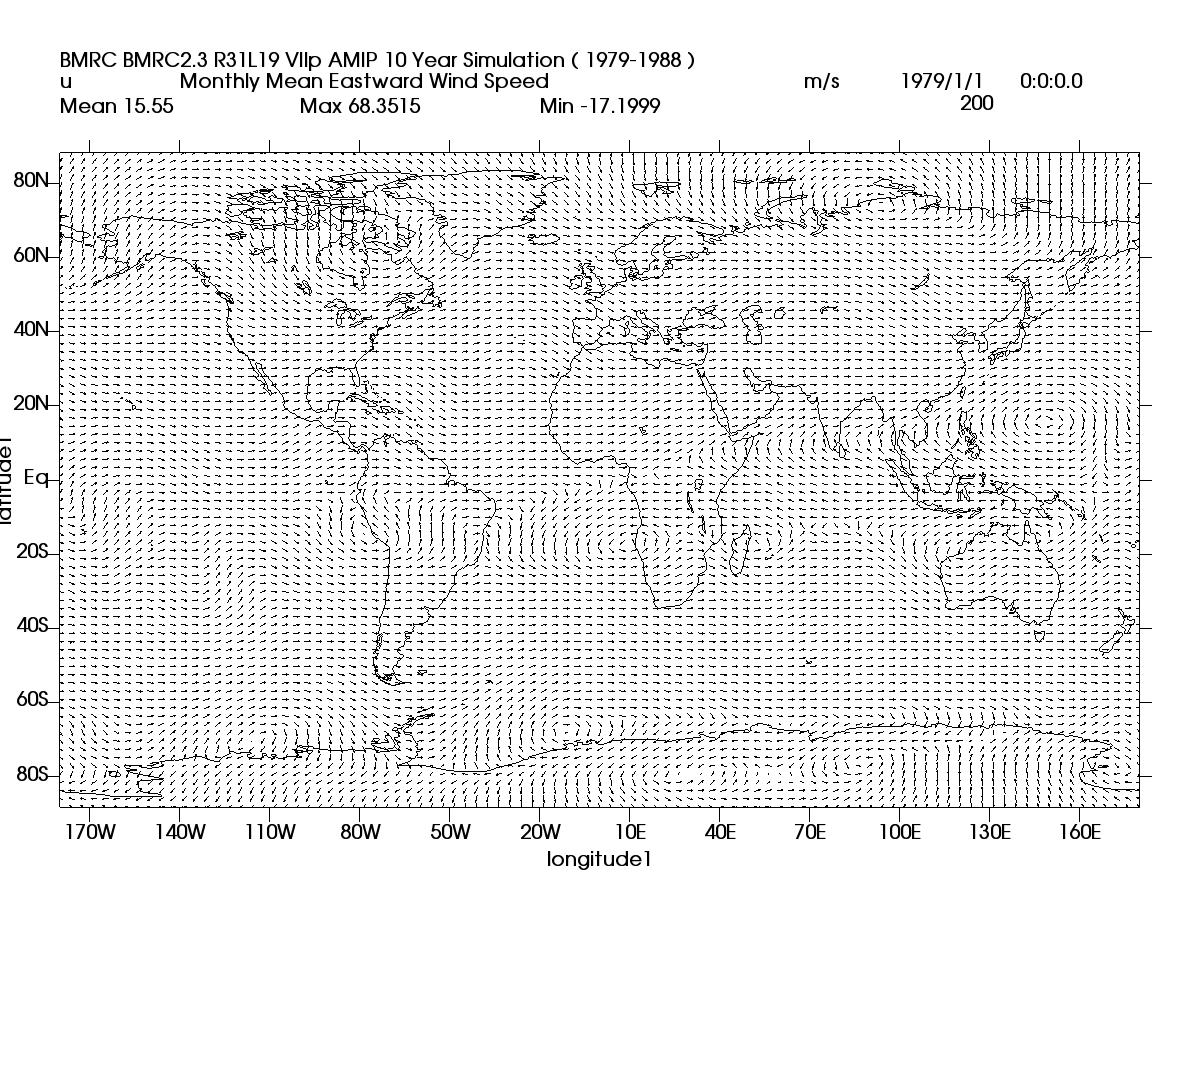 BMRC BMRC2.3 R31L19 VIIp AMIP 10 Year Simulation ( 1979-1988 )
u Monthly Mean Eastward Wind Speed m/s 1979/1/1 0:0:0.0
Mean 15.55 Max 68.3515 Min -17.1999 200
80N
60N
40N
20N
Eq
20S
40S
60S
80S
latitude1
170W 140W 110W 80W 50W 20W 10E 40E 70E 100E 130E 160E
longitude1